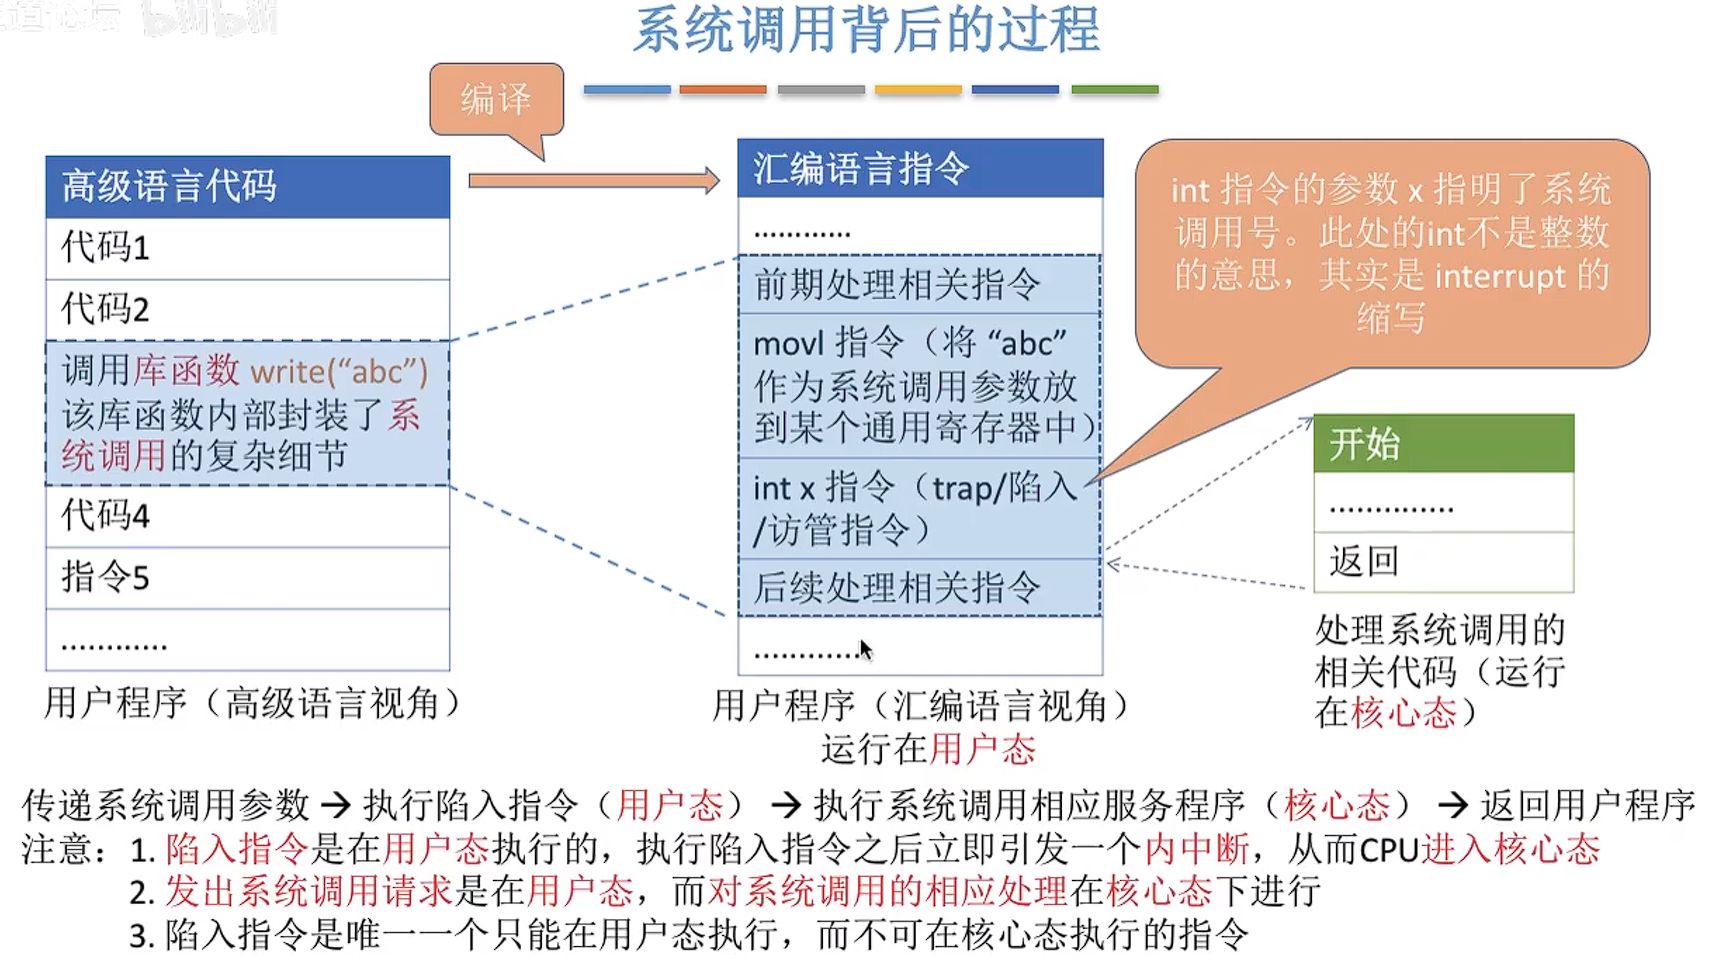 bilibili
系统调用背后的过程
编译
高级语言代码
代码1
代码2
调用库函数 write(“abc”)
该库函数内部封装了系
统调用的复杂细节
代码4
指令5
............
用户程序（高级语言视角）
汇编语言指令
............
前期处理相关指令
movl 指令（将 “abc”
作为系统调用参数放
到某个通用寄存器中）
int x 指令（trap/陷入
/访管指令）
后续处理相关指令
.............
用户程序（汇编语言视角）
运行在用户态
int 指令的参数 x 指明了系统
调用号。此处的int不是整数
的意思，其实是 interrupt 的
缩写
开始
..............
返回
处理系统调用的
相关代码（运行
在核心态）
传递系统调用参数 → 执行陷入指令（用户态） → 执行系统调用相应服务程序（核心态） → 返回用户程序
注意：1. 陷入指令是在用户态执行的，执行陷入指令之后立即引发一个内中断，从而CPU进入核心态
2. 发出系统调用请求是在用户态，而对系统调用的相应处理在核心态下进行
3. 陷入指令是唯一一个只能在用户态执行，而不可在核心态执行的指令